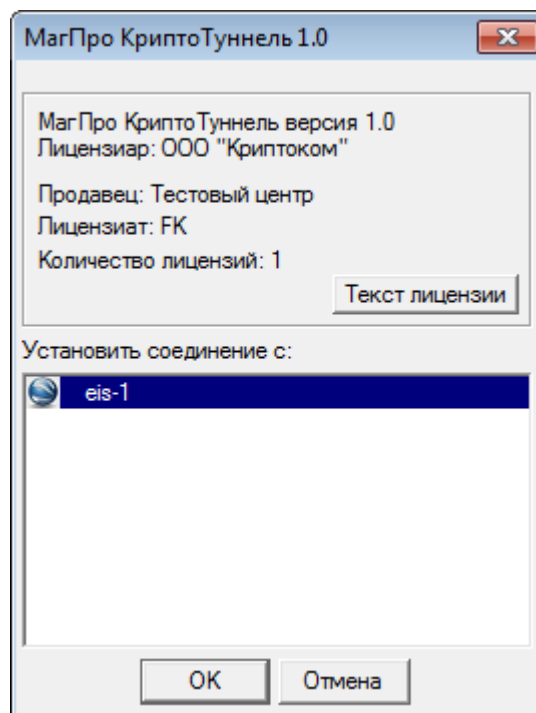 МагПро КриптоТуннель 1.0
МагПро КриптоТуннель версия 1.0
Лицензиар: ООО "Криптоком"
Продавец: Тестовый центр
Лицензиат: FK
Количество лицензий: 1
Текст лицензии
Установить соединение с:
eis-1
OK
Отмена